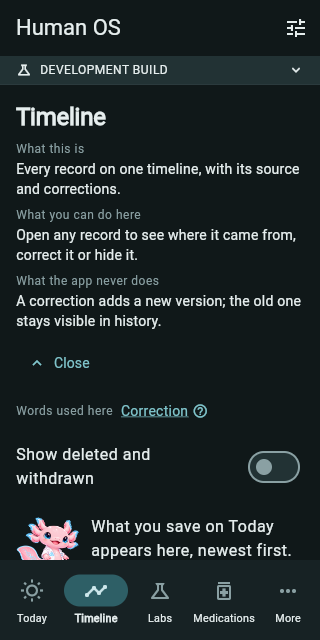 Human OS
DEVELOPMENT BUILD
Timeline
What this is
Every record on one timeline, with its source
and corrections.
What you can do here
Open any record to see where it came from,
correct it or hide it.
What the app never does
A correction adds a new version; the old one
stays visible in history.
Close
Words used here Correction ?
Show deleted and
withdrawn
What you save on Today
appears here, newest first.
Today Timeline Labs Medications More